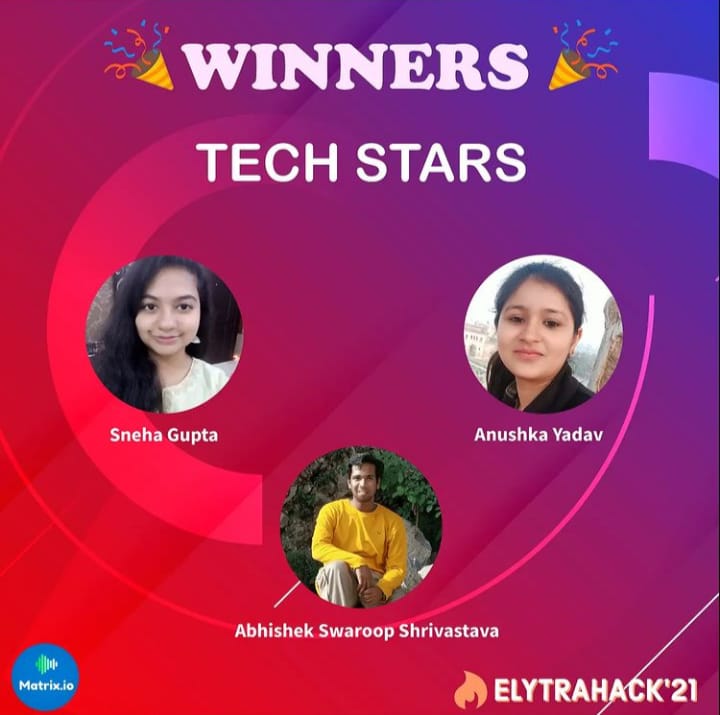 WINNERS
TECH STARS
Sneha Gupta
Anushka Yadav
Abhishek Swaroop Shrivastava
Matrix.io
ELYTRAHACK'21